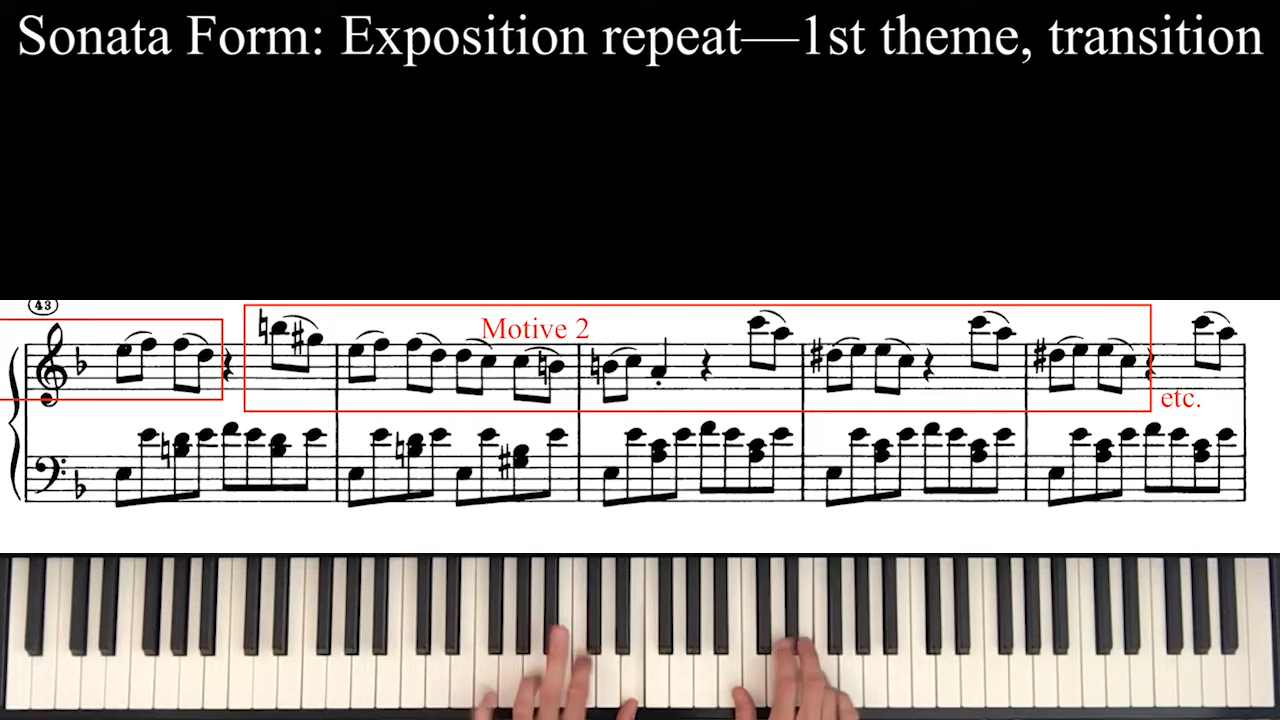 Sonata Form: Exposition repeat—1st theme, transition
43
Motive 2
etc.